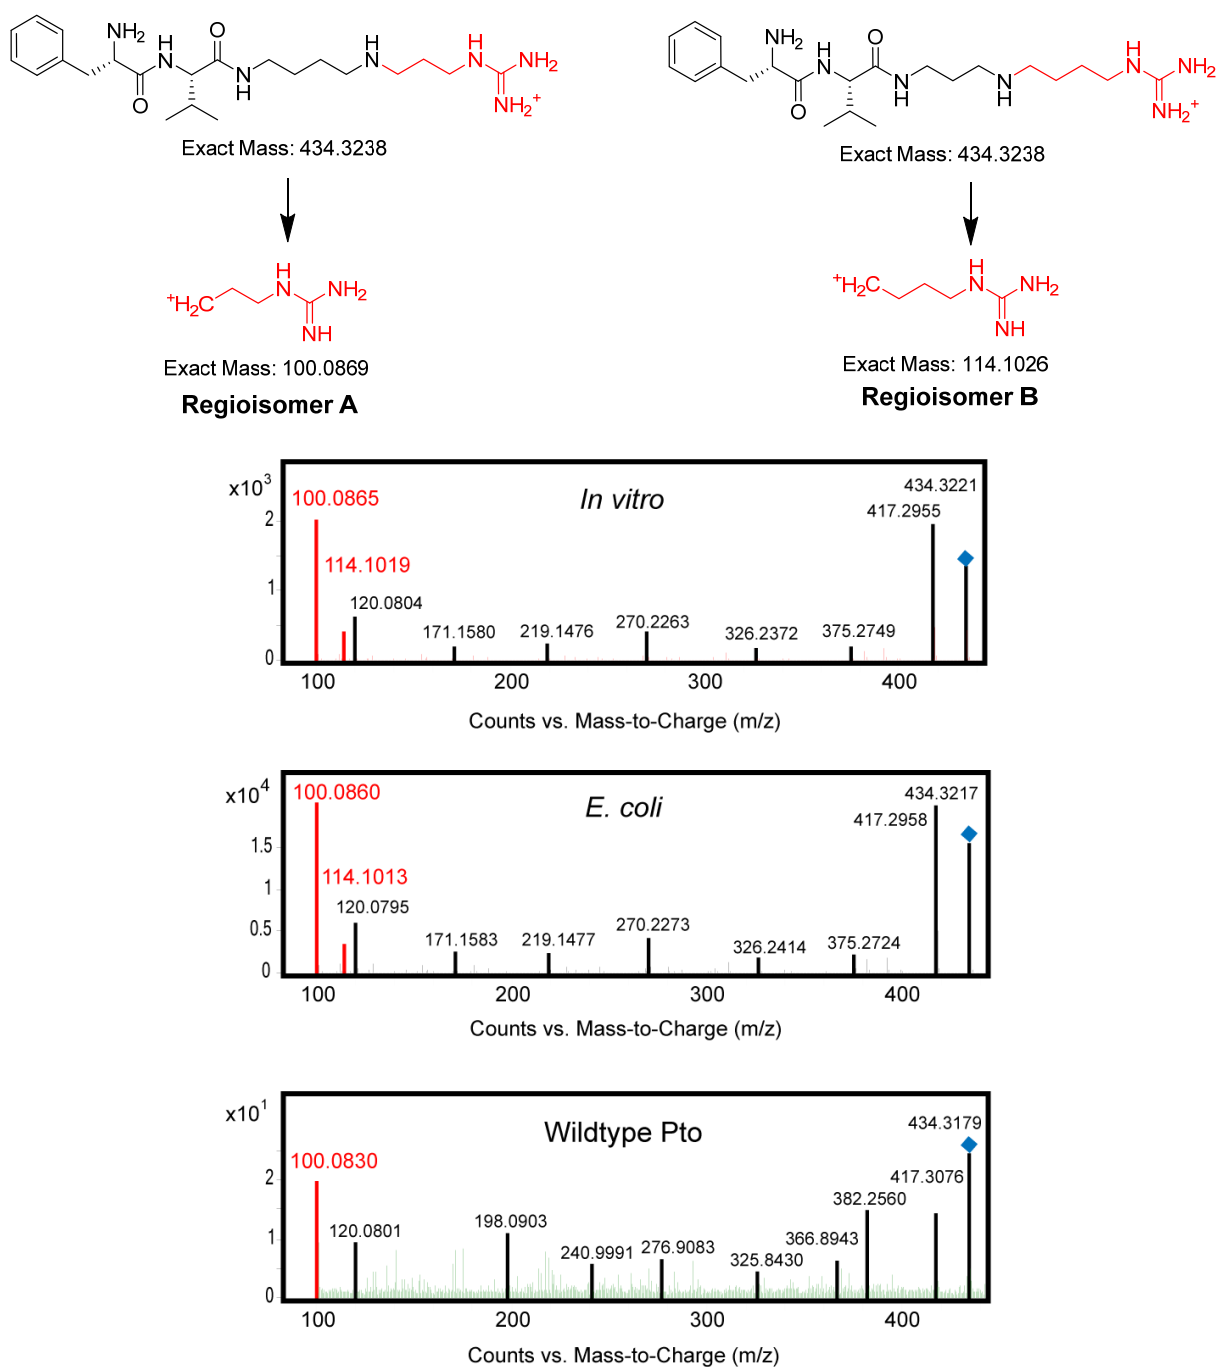 NH2
H
N
O
O
N
H
H
N
H
N
NH2
NH2+
Exact Mass: 434.3238
NH2
H
N
O
O
N
H
N
H
H
N
NH2
NH2+
Exact Mass: 434.3238
+H2C
H
N
NH2
NH
Exact Mass: 100.0869
Regioisomer A
+H2C
H
N
NH2
NH
Exact Mass: 114.1026
Regioisomer B
x10^3
2
1
0
100.0865
114.1019
120.0804
171.1580
219.1476
270.2263
326.2372
375.2749
417.2955
434.3221
In vitro
100 200 300 400
Counts vs. Mass-to-Charge (m/z)
x10^4
1.5
1
0.5
0
100.0860
114.1013
120.0795
171.1583
219.1477
270.2273
326.2414
375.2724
417.2958
434.3217
E. coli
100 200 300 400
Counts vs. Mass-to-Charge (m/z)
x10^1
2
1
0
100.0830
120.0801
198.0903
240.9991
276.9083
325.8430
366.8943
382.2560
417.3076
434.3179
Wildtype Pto
100 200 300 400
Counts vs. Mass-to-Charge (m/z)